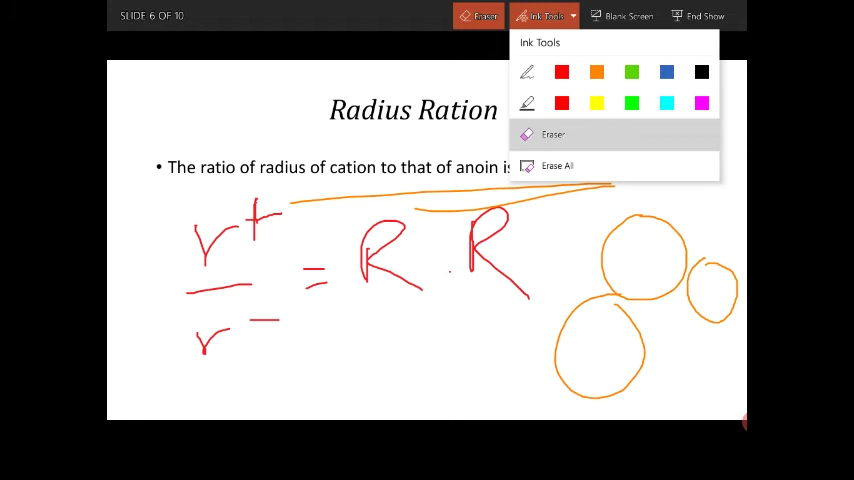 SLIDE 6 OF 10 Eraser Ink Tools Blank Screen End Show
Ink Tools
Eraser
Erase All
Radius Ration
• The ratio of radius of cation to that of anoin is
r+
= R . R
r −